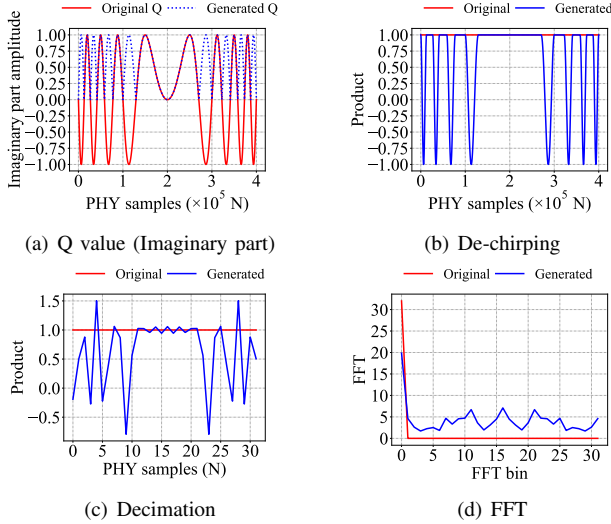 Original Q Generated Q
Imaginary part amplitude
1.00
0.75
0.50
0.25
0.00
−0.25
−0.50
−0.75
−1.00
0 1 2 3 4
PHY samples (×10⁵ N)
(a) Q value (Imaginary part)
Original Generated
Product
1.00
0.75
0.50
0.25
0.00
−0.25
−0.50
−0.75
−1.00
0 1 2 3 4
PHY samples (×10⁵ N)
(b) De-chirping
Original Generated
Product
1.5
1.0
0.5
0.0
−0.5
0 5 10 15 20 25 30
PHY samples (N)
(c) Decimation
Original Generated
FFT
30
25
20
15
10
5
0
0 5 10 15 20 25 30
FFT bin
(d) FFT